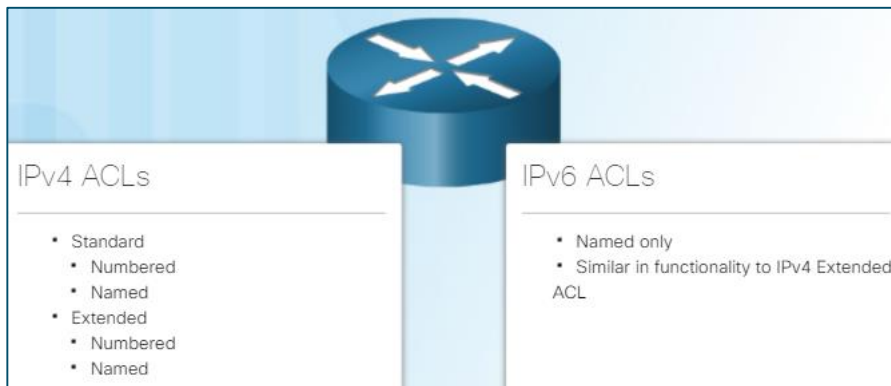 IPv4 ACLs
• Standard
• Numbered
• Named
• Extended
• Numbered
• Named
IPv6 ACLs
• Named only
• Similar in functionality to IPv4 Extended
ACL